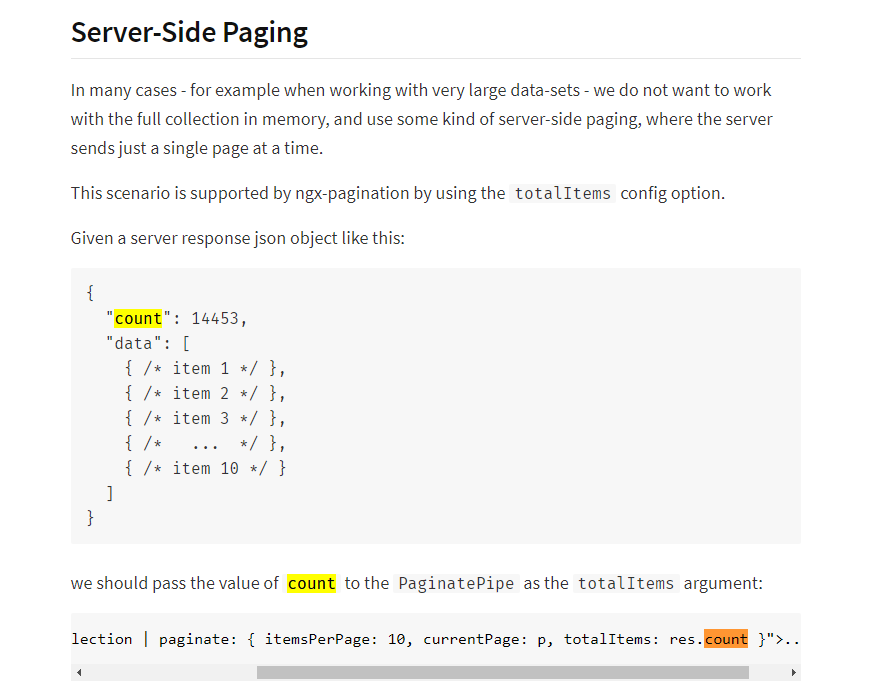 Server-Side Paging
In many cases - for example when working with very large data-sets - we do not want to work
with the full collection in memory, and use some kind of server-side paging, where the server
sends just a single page at a time.
This scenario is supported by ngx-pagination by using the totalItems config option.
Given a server response json object like this:
{
  "count": 14453,
  "data": [
    { /* item 1 */ },
    { /* item 2 */ },
    { /* item 3 */ },
    { /*   ...  */ },
    { /* item 10 */ }
  ]
}
we should pass the value of count to the PaginatePipe as the totalItems argument:
lection | paginate: { itemsPerPage: 10, currentPage: p, totalItems: res.count }">..